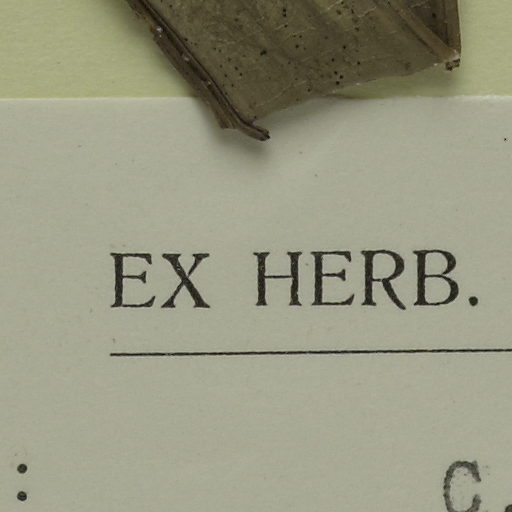 EX HERB.
: C.